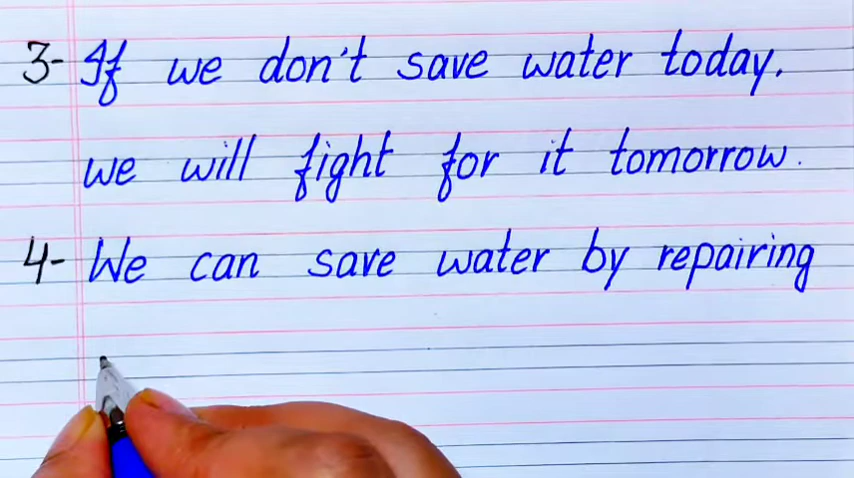 3- If we don't save water today.
we will fight for it tomorrow.
4- We can save water by repairing